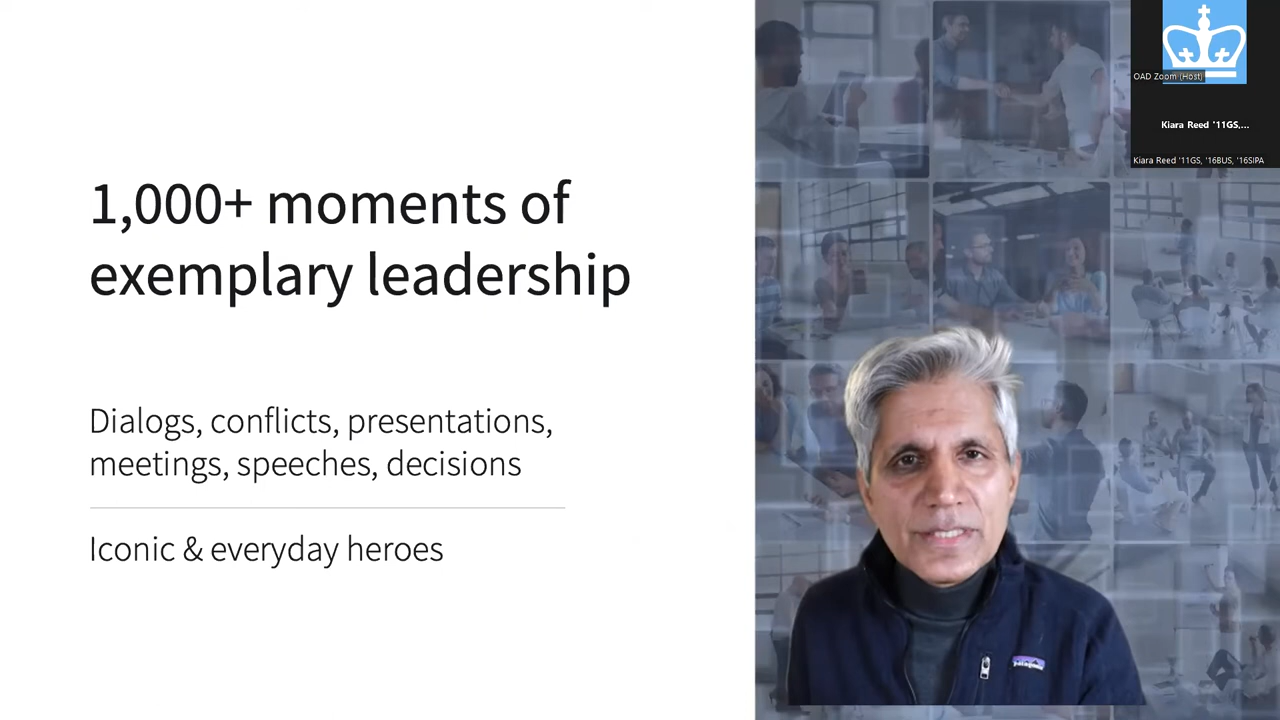 1,000+ moments of
exemplary leadership
Dialogs, conflicts, presentations,
meetings, speeches, decisions
Iconic & everyday heroes
OAD Zoom (Host)
Kiara Reed '11GS,...
Kiara Reed '11GS, '16BUS, '16SIPA
patagonia